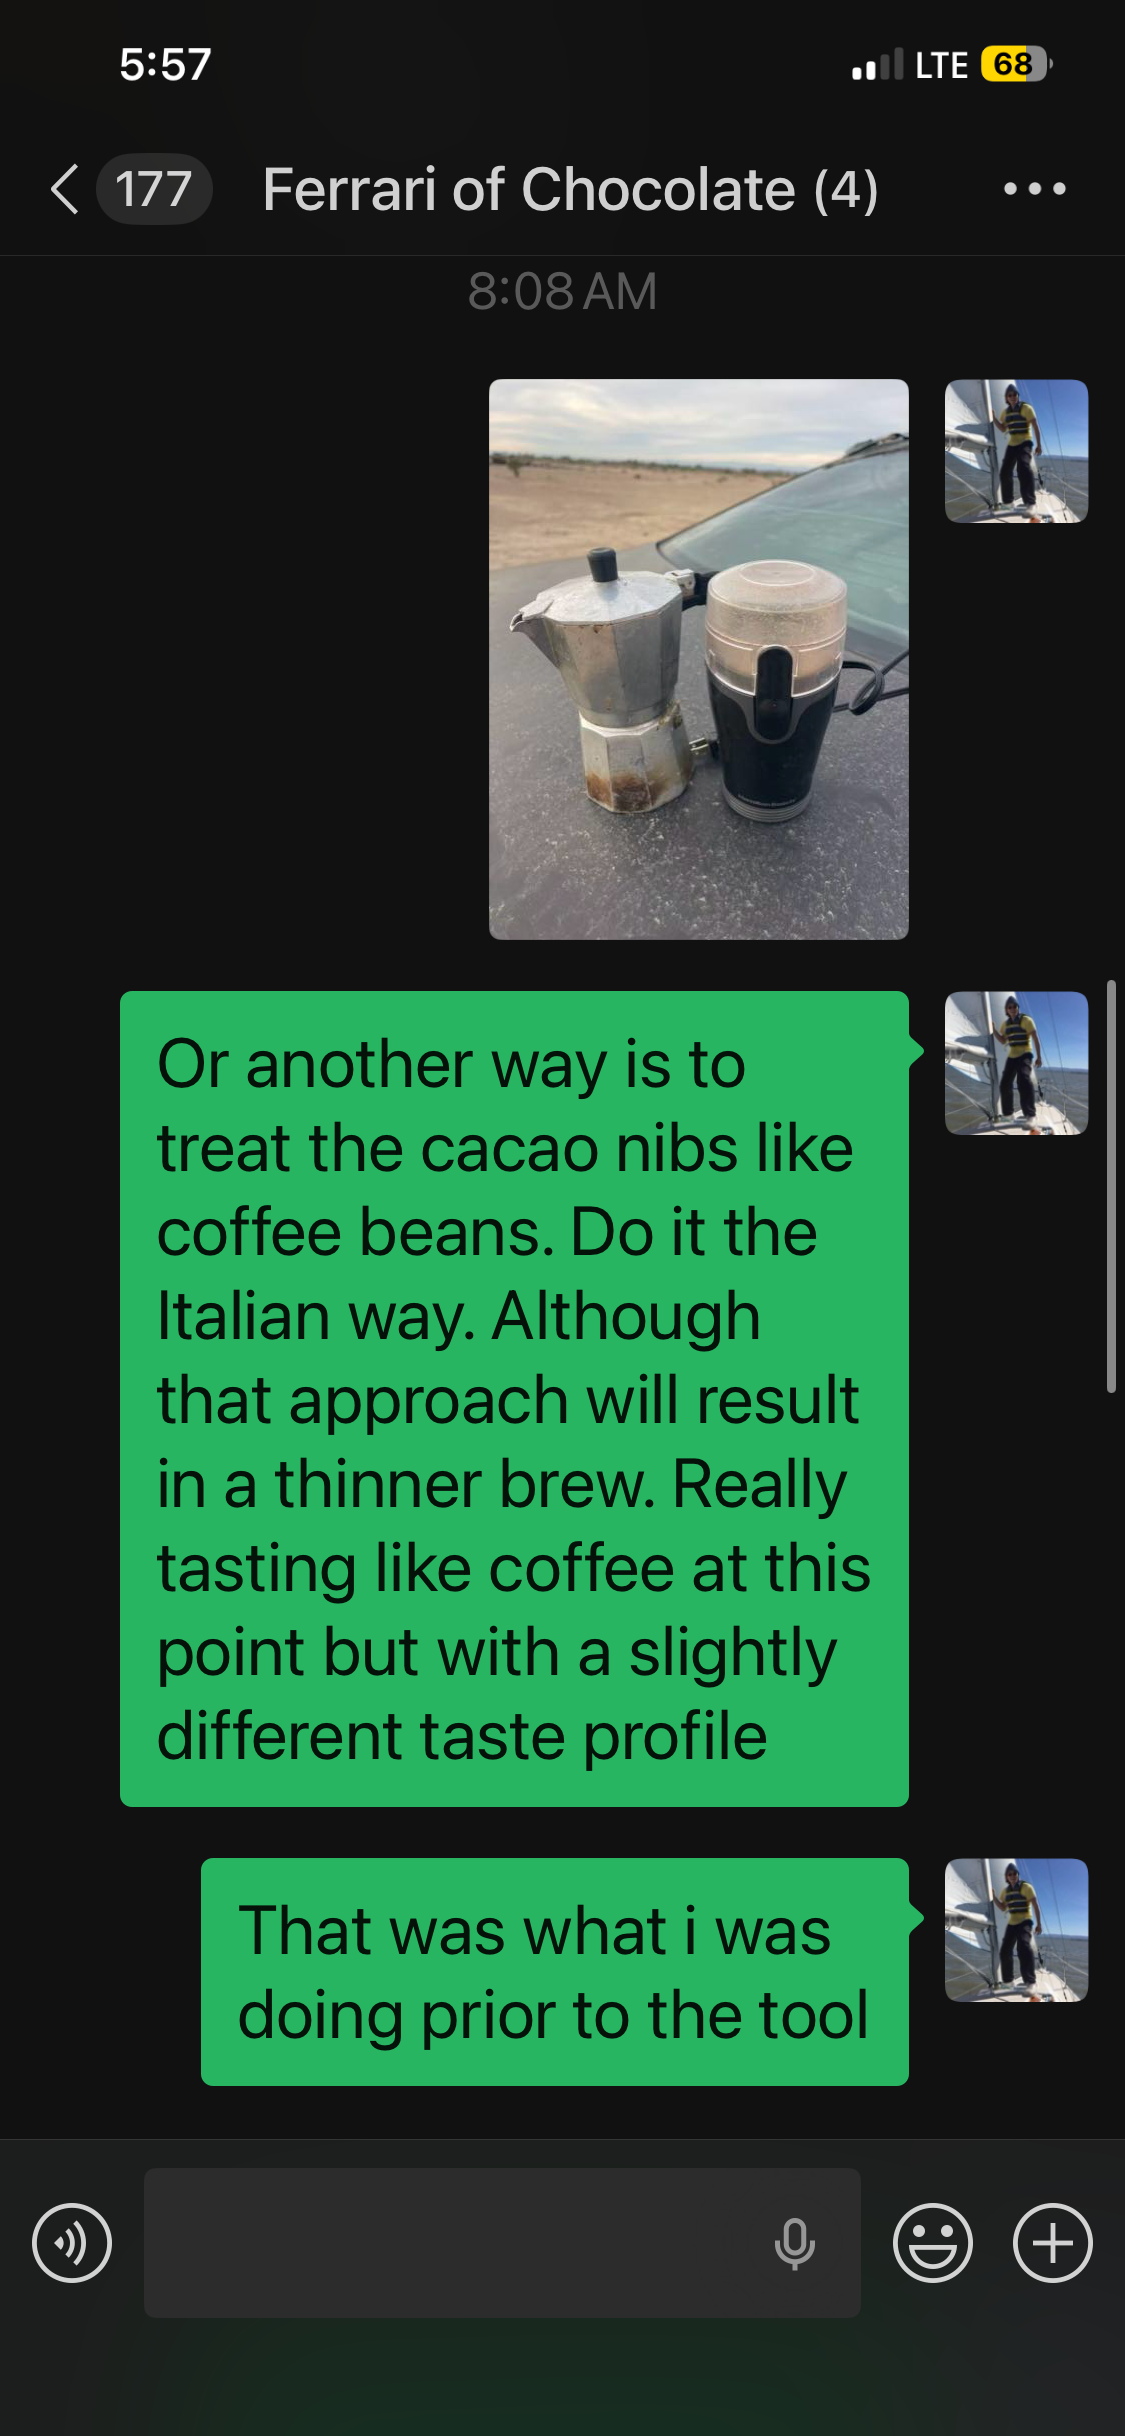 5:57
LTE 68
177 Ferrari of Chocolate (4)
8:08 AM
Or another way is to
treat the cacao nibs like
coffee beans. Do it the
Italian way. Although
that approach will result
in a thinner brew. Really
tasting like coffee at this
point but with a slightly
different taste profile
That was what i was
doing prior to the tool